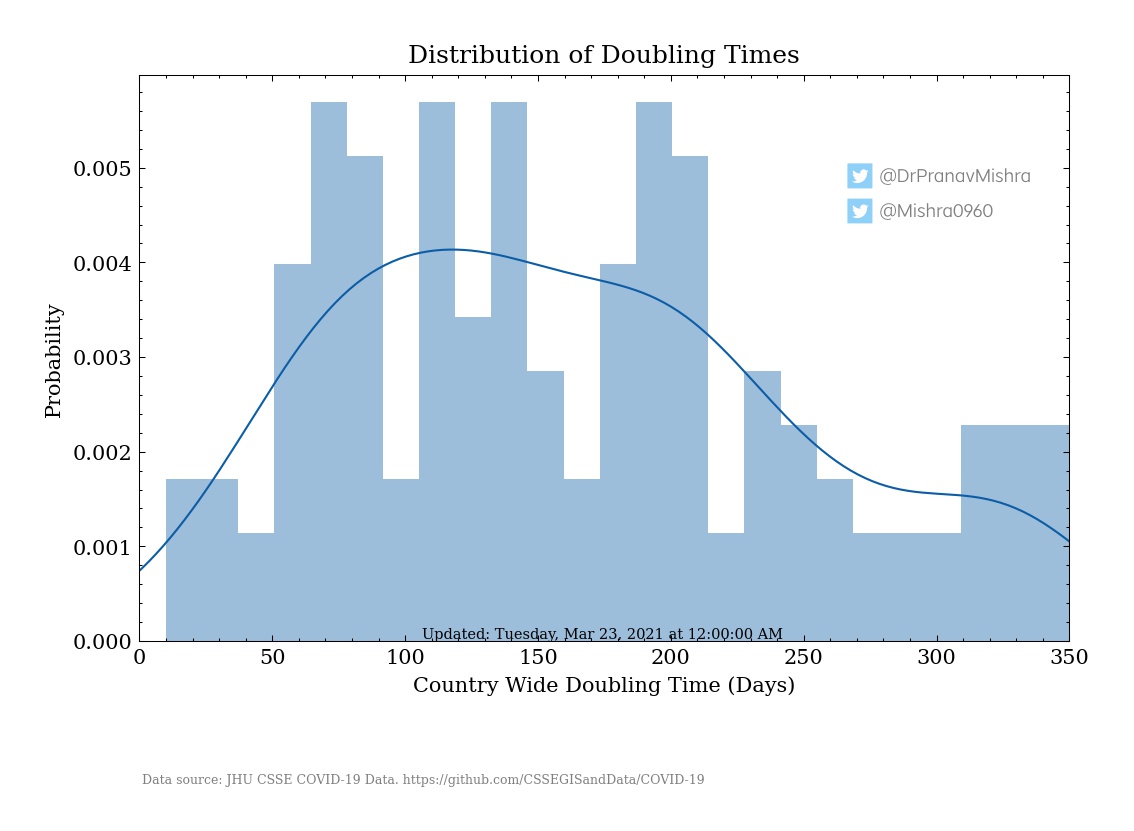 Distribution of Doubling Times
0.005
0.004
0.003
0.002
0.001
0.000
Probability
@DrPranavMishra
@Mishra0960
Updated: Tuesday, Mar 23, 2021 at 12:00:00 AM
0 50 100 150 200 250 300 350
Country Wide Doubling Time (Days)
Data source: JHU CSSE COVID-19 Data. https://github.com/CSSEGISandData/COVID-19